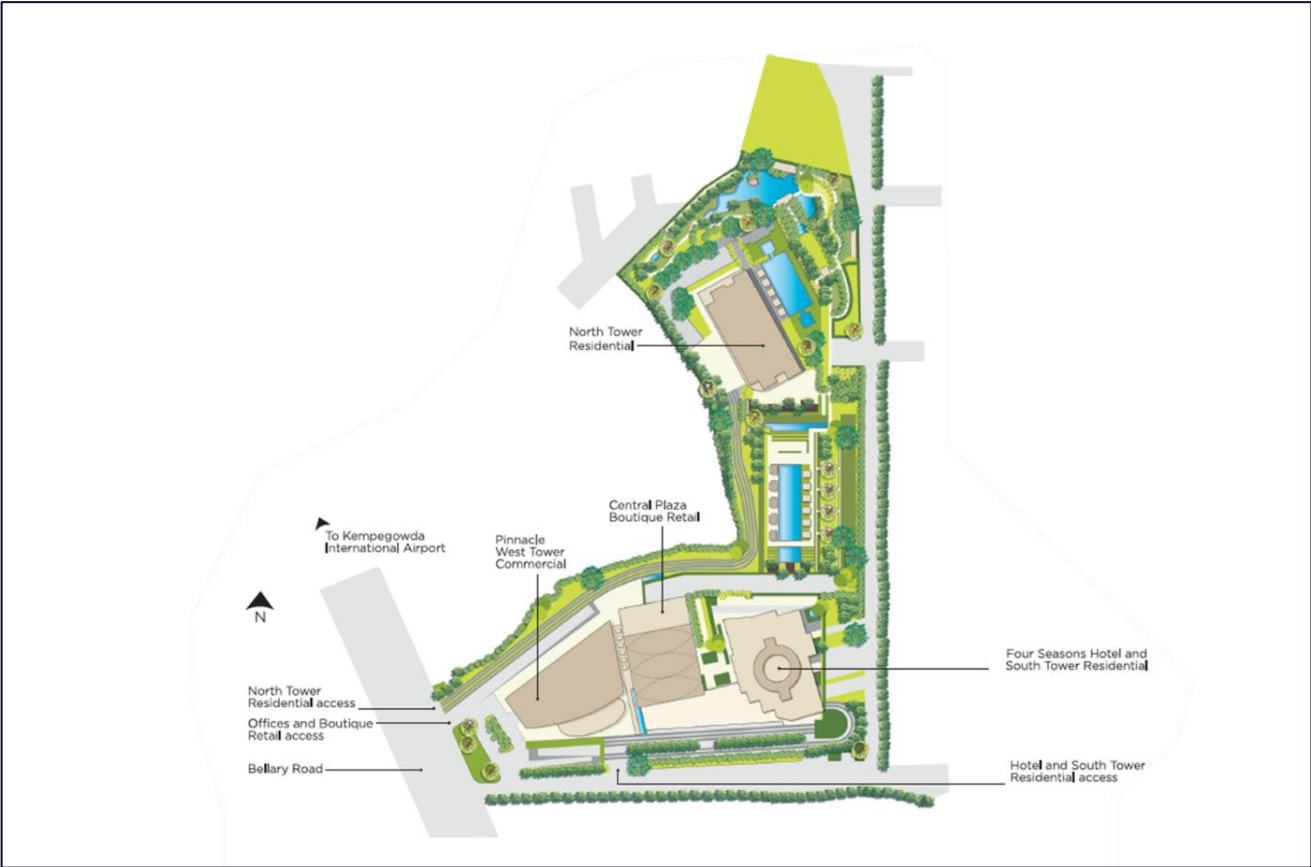 North Tower
Residential
Central Plaza
Boutique Retail
To Kempegowda
International Airport
Pinnacle
West Tower
Commercial
N
Four Seasons Hotel and
South Tower Residential
North Tower
Residential access
Offices and Boutique
Retail access
Bellary Road
Hotel and South Tower
Residential access